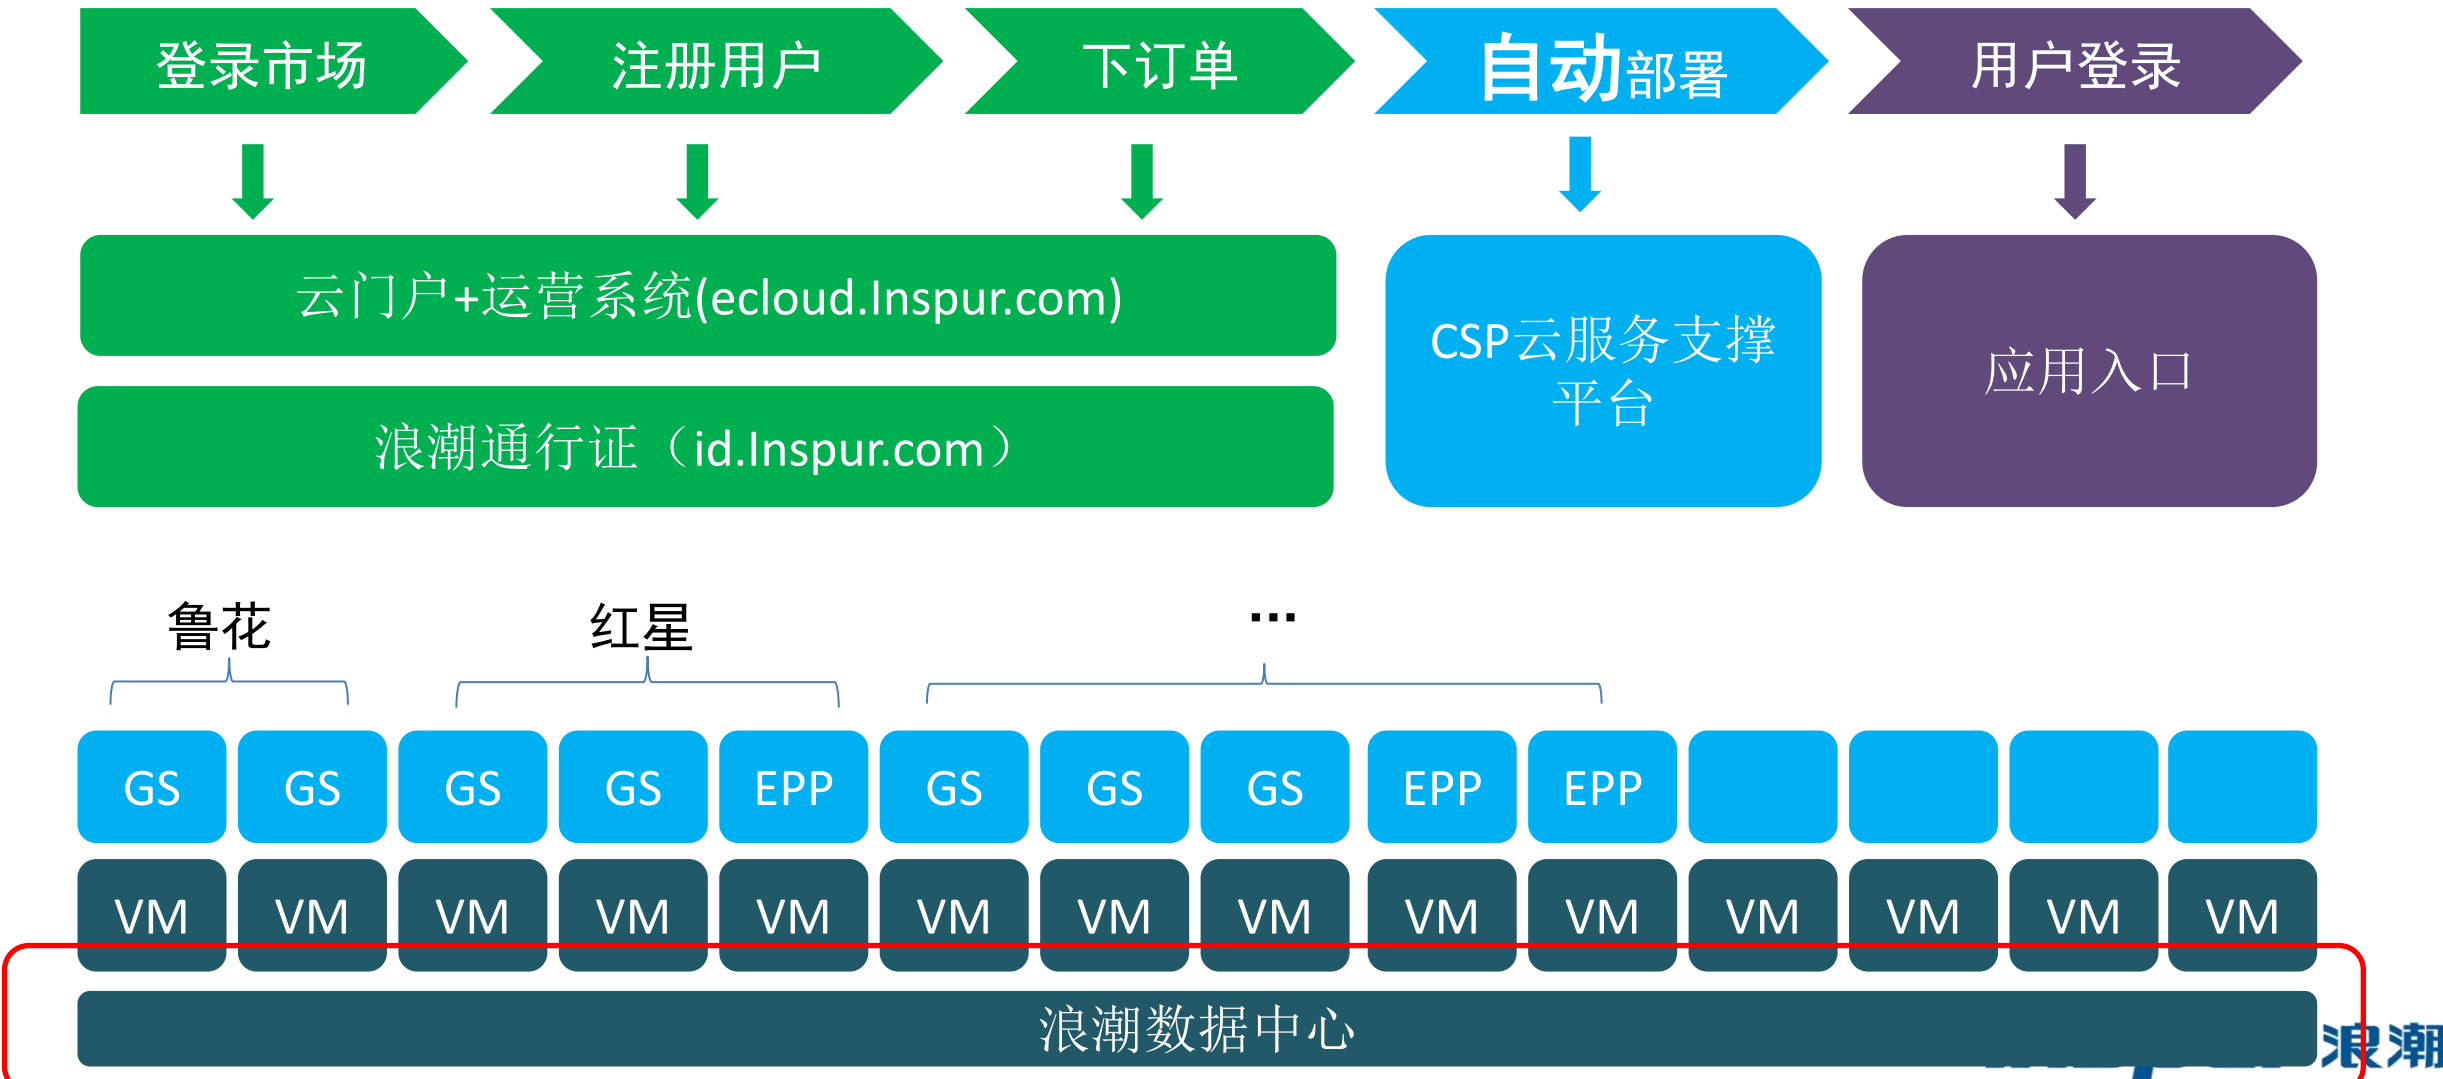 登录市场
注册用户
下订单
自动部署
用户登录
云门户+运营系统(ecloud.Inspur.com)
浪潮通行证（id.Inspur.com）
CSP云服务支撑
平台
应用入口
鲁花
红星
...
GS GS GS GS EPP GS GS GS EPP EPP
VM VM VM VM VM VM VM VM VM VM VM VM VM VM
浪潮数据中心
浪潮